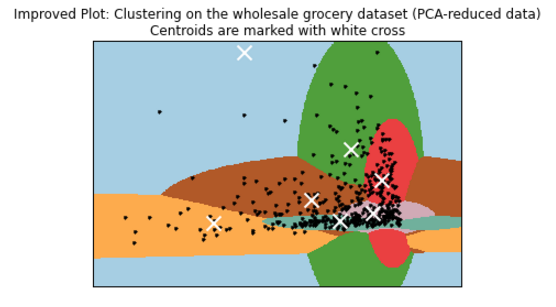 Improved Plot: Clustering on the wholesale grocery dataset (PCA-reduced data)
Centroids are marked with white cross